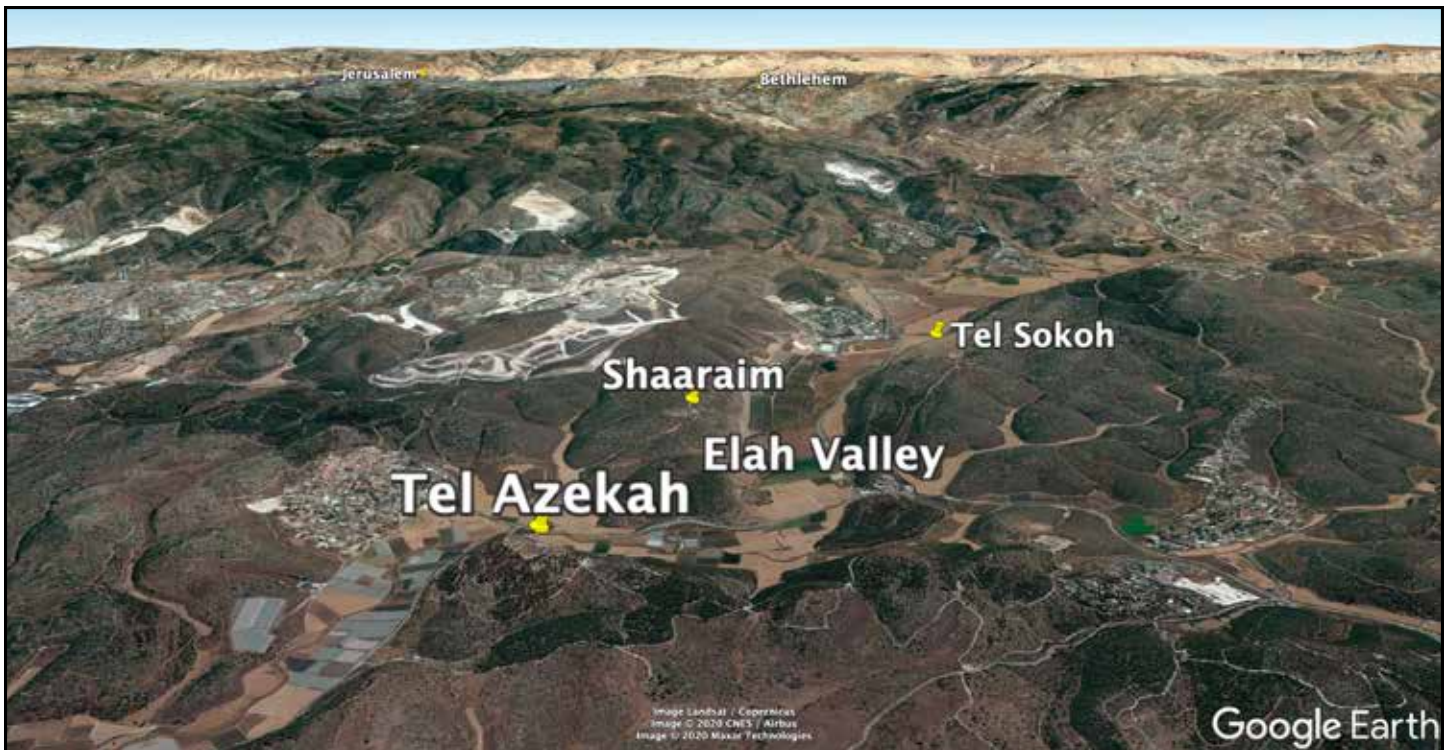 Jerusalem
Bethlehem
Tel Sokoh
Shaaraim
Elah Valley
Tel Azekah
Image Landsat / Copernicus
Image © 2020 CNES / Airbus
Image © 2020 Maxar Technologies
Google Earth